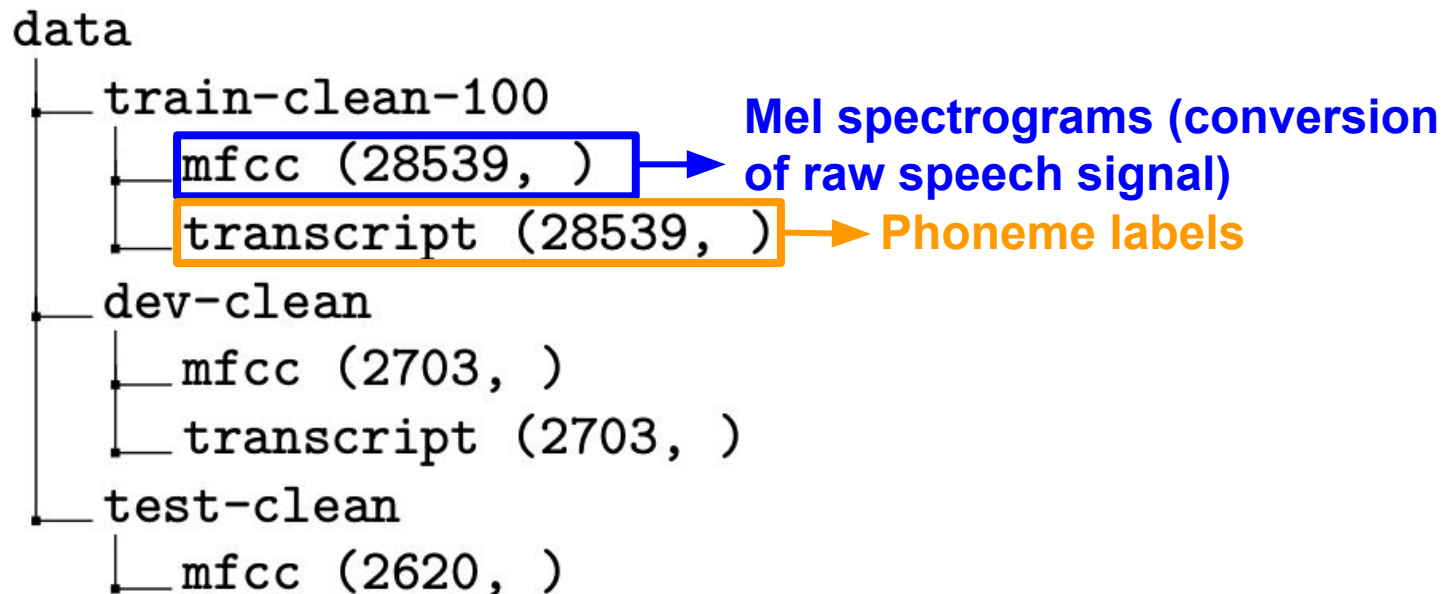 data
train-clean-100
mfcc (28539, )
Mel spectrograms (conversion
of raw speech signal)
transcript (28539, )
Phoneme labels
dev-clean
mfcc (2703, )
transcript (2703, )
test-clean
mfcc (2620, )